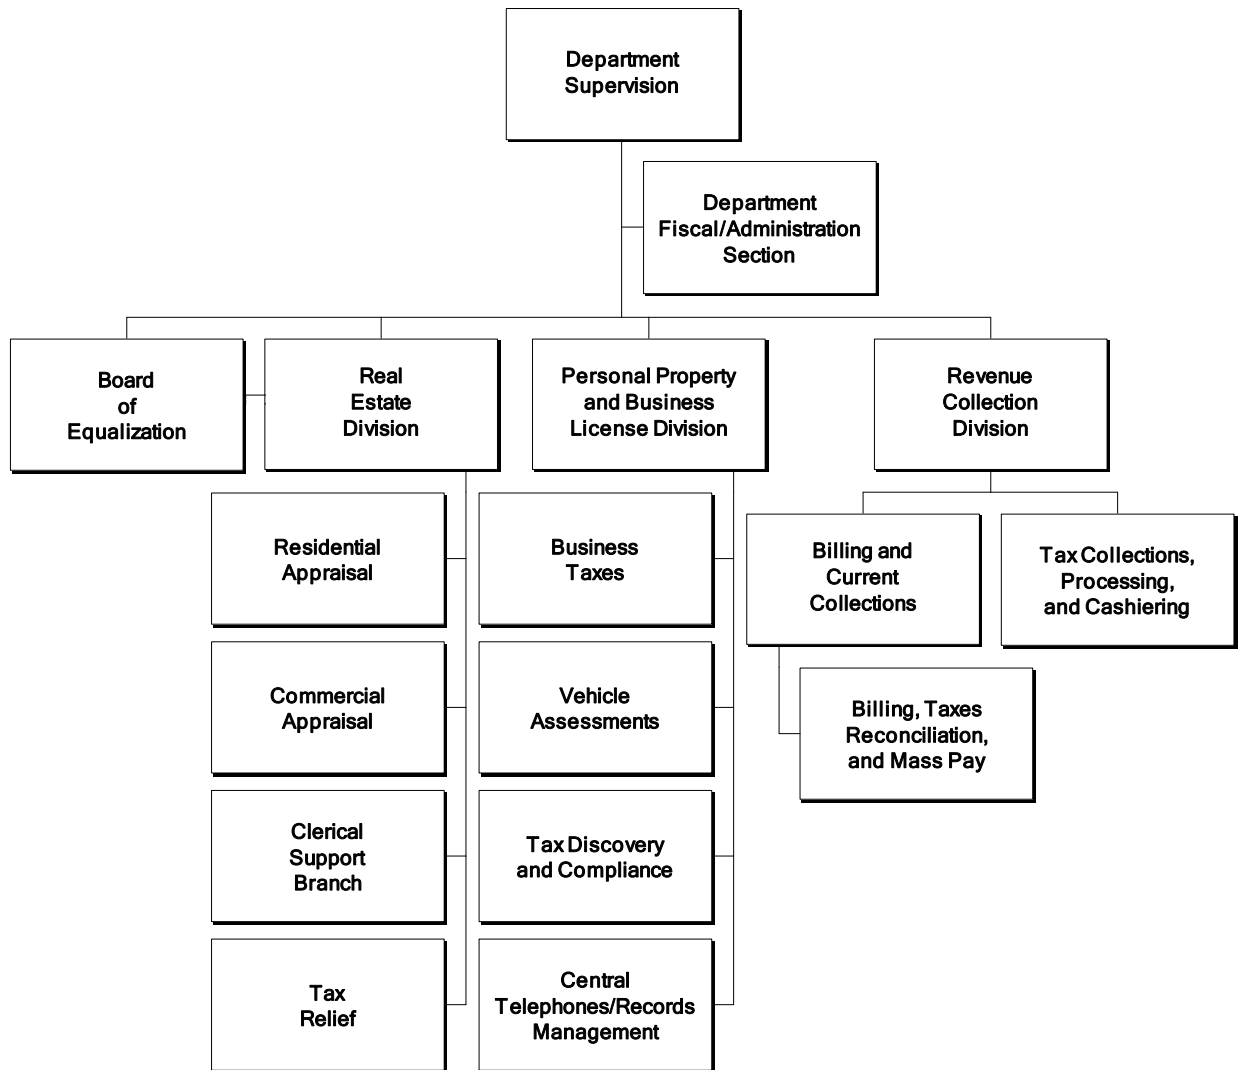 Department
Supervision
Department
Fiscal/Administration
Section
Board
of
Equalization
Real
Estate
Division
Personal Property
and Business
License Division
Revenue
Collection
Division
Residential
Appraisal
Business
Taxes
Billing and
Current
Collections
Tax Collections,
Processing,
and Cashiering
Commercial
Appraisal
Vehicle
Assessments
Billing, Taxes
Reconciliation,
and Mass Pay
Clerical
Support
Branch
Tax Discovery
and Compliance
Tax
Relief
Central
Telephones/Records
Management